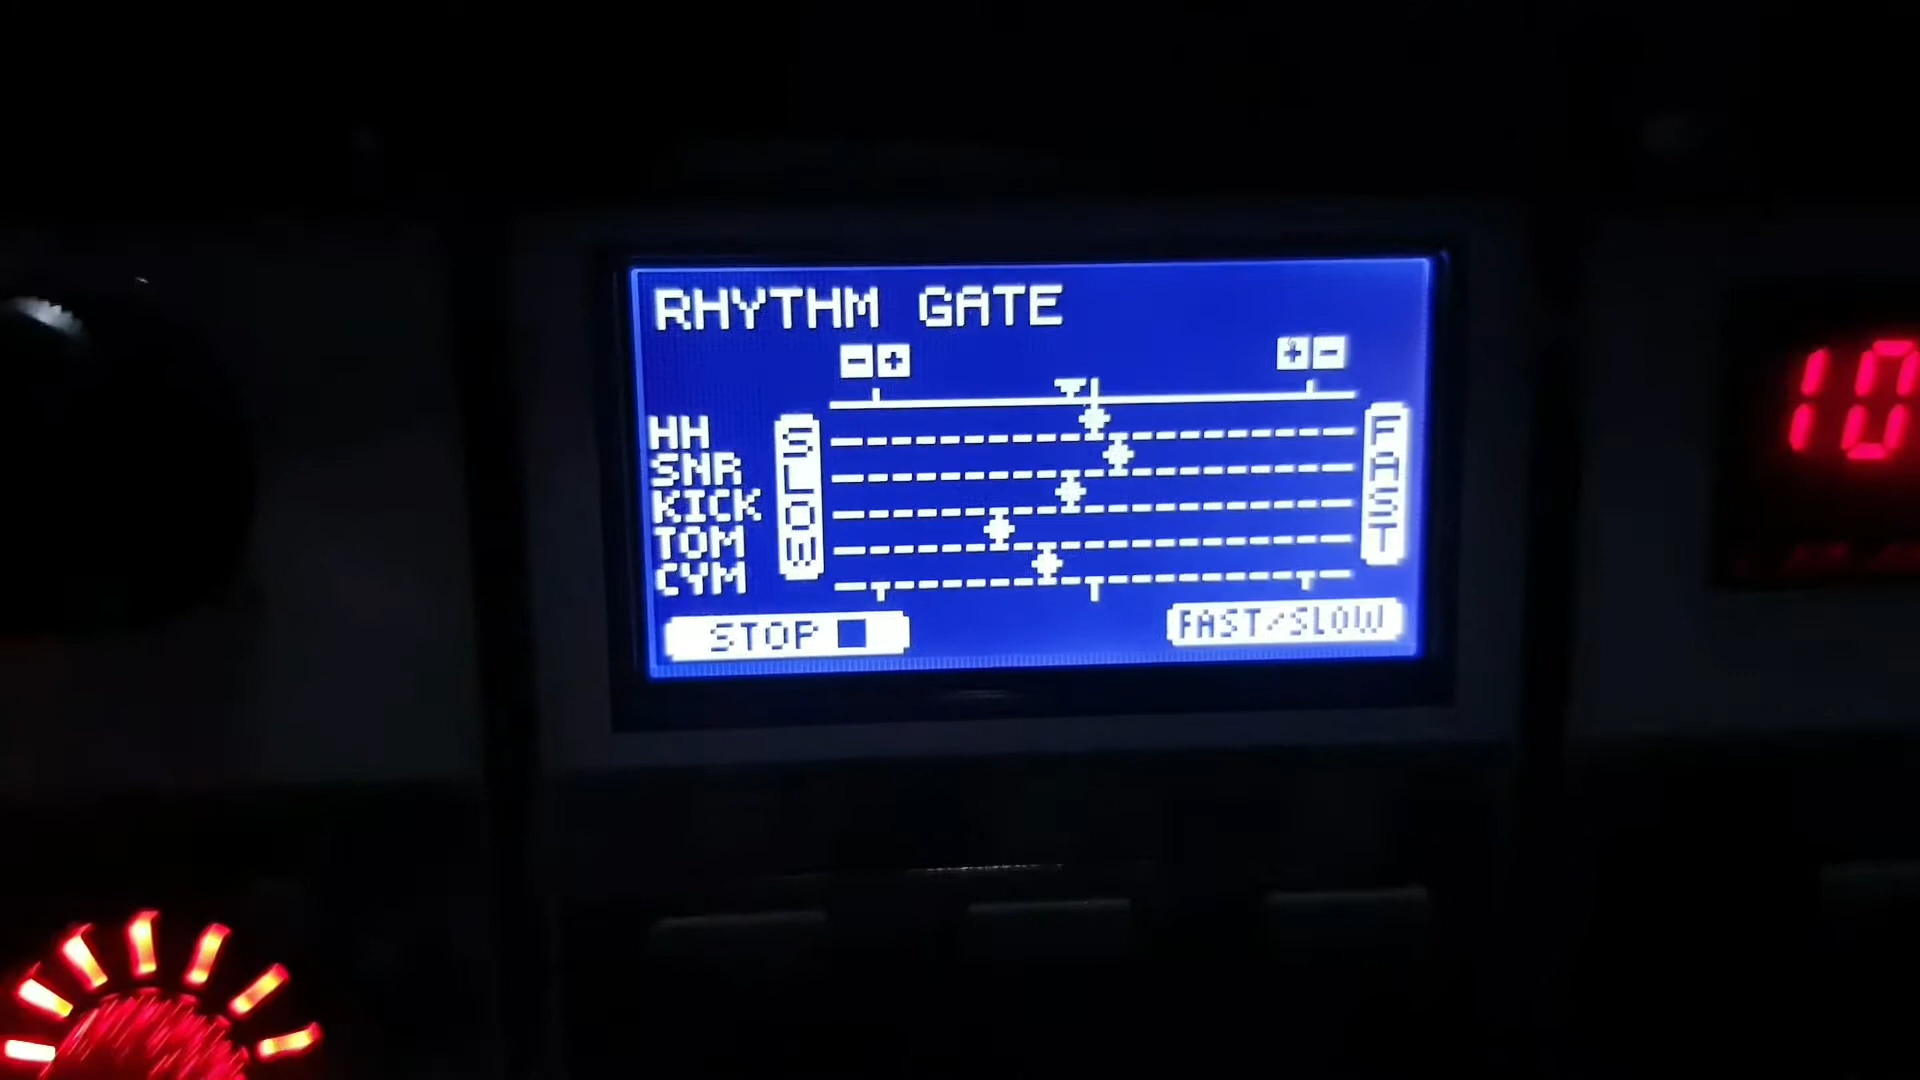 RHYTHM GATE
- + + -
HH
SNR
KICK
TOM
CYM
SLOW
FAST
STOP
FAST/SLOW
10